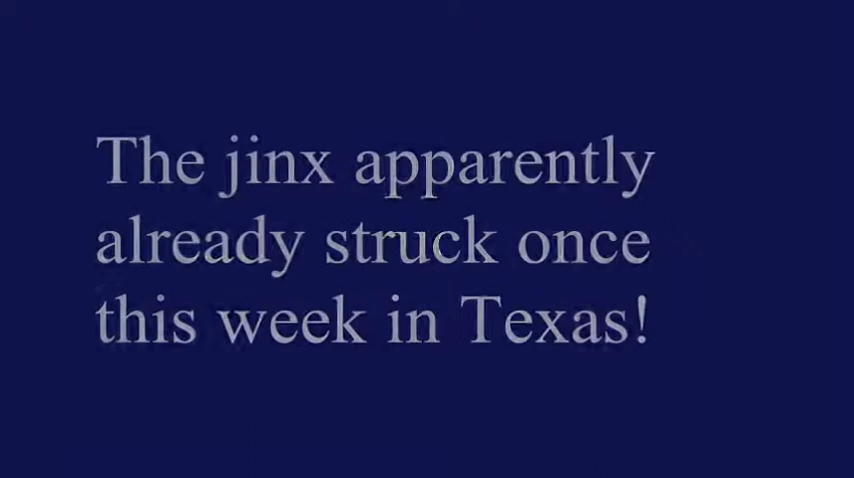 The jinx apparently
already struck once
this week in Texas!